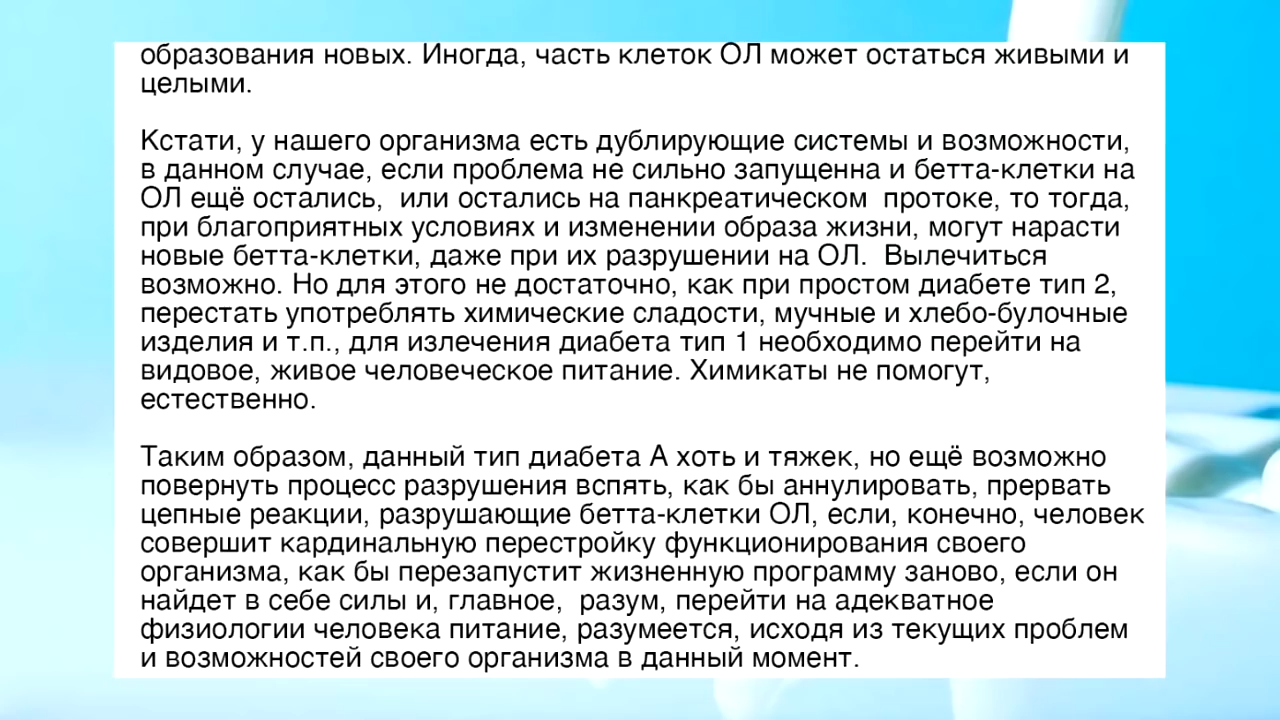 образования новых. Иногда, часть клеток ОЛ может остаться живыми и
целыми.
Кстати, у нашего организма есть дублирующие системы и возможности,
в данном случае, если проблема не сильно запущенна и бетта-клетки на
ОЛ ещё остались,  или остались на панкреатическом  протоке, то тогда,
при благоприятных условиях и изменении образа жизни, могут нарасти
новые бетта-клетки, даже при их разрушении на ОЛ.  Вылечиться
возможно. Но для этого не достаточно, как при простом диабете тип 2,
перестать употреблять химические сладости, мучные и хлебо-булочные
изделия и т.п., для излечения диабета тип 1 необходимо перейти на
видовое, живое человеческое питание. Химикаты не помогут,
естественно.
Таким образом, данный тип диабета А хоть и тяжек, но ещё возможно
повернуть процесс разрушения вспять, как бы аннулировать, прервать
цепные реакции, разрушающие бетта-клетки ОЛ, если, конечно, человек
совершит кардинальную перестройку функционирования своего
организма, как бы перезапустит жизненную программу заново, если он
найдет в себе силы и, главное,  разум, перейти на адекватное
физиологии человека питание, разумеется, исходя из текущих проблем
и возможностей своего организма в данный момент.